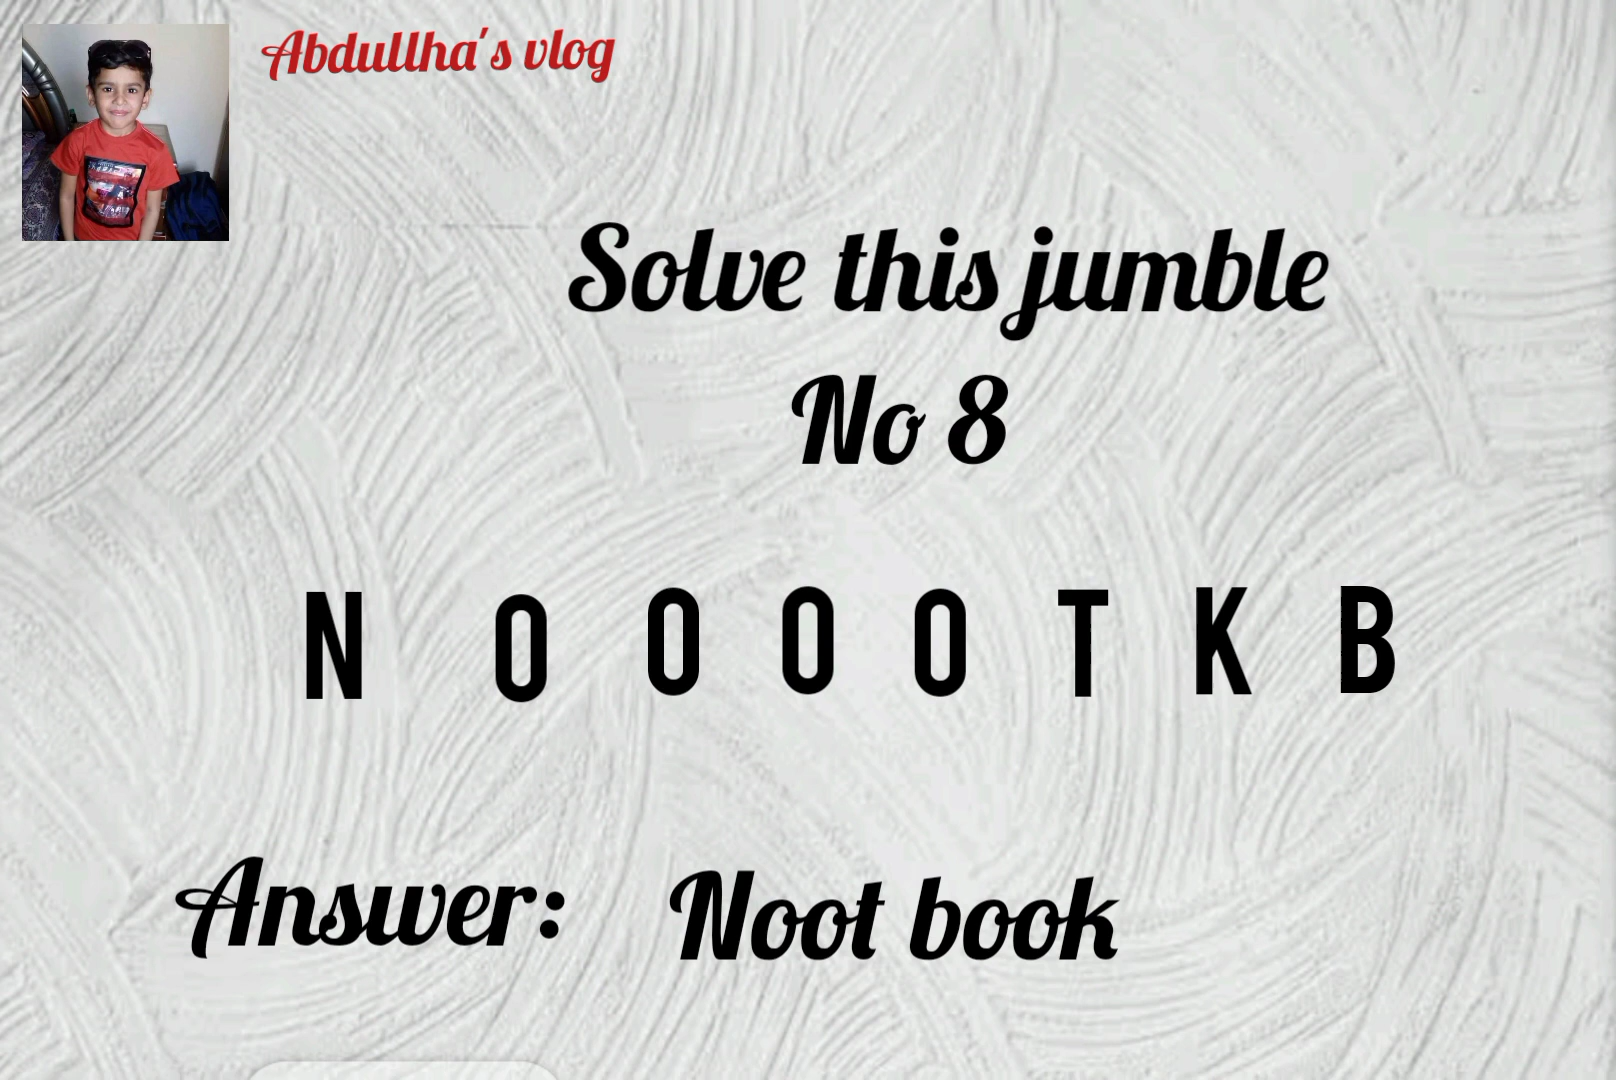 Abdullha's vlog
Solve this jumble
No 8
N O O O O T K B
Answer: Noot book